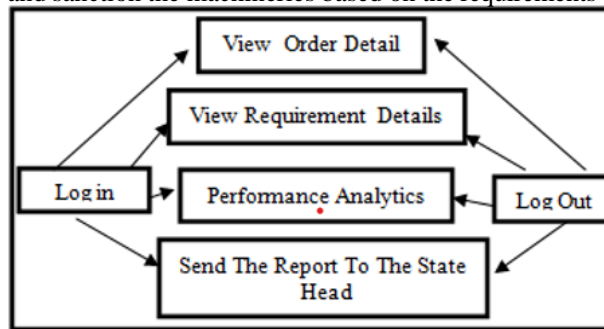 and sanction the machineries based on the requirements
View Order Detail
View Requirement Details
Log in
Performance Analytics
Log Out
Send The Report To The State
Head